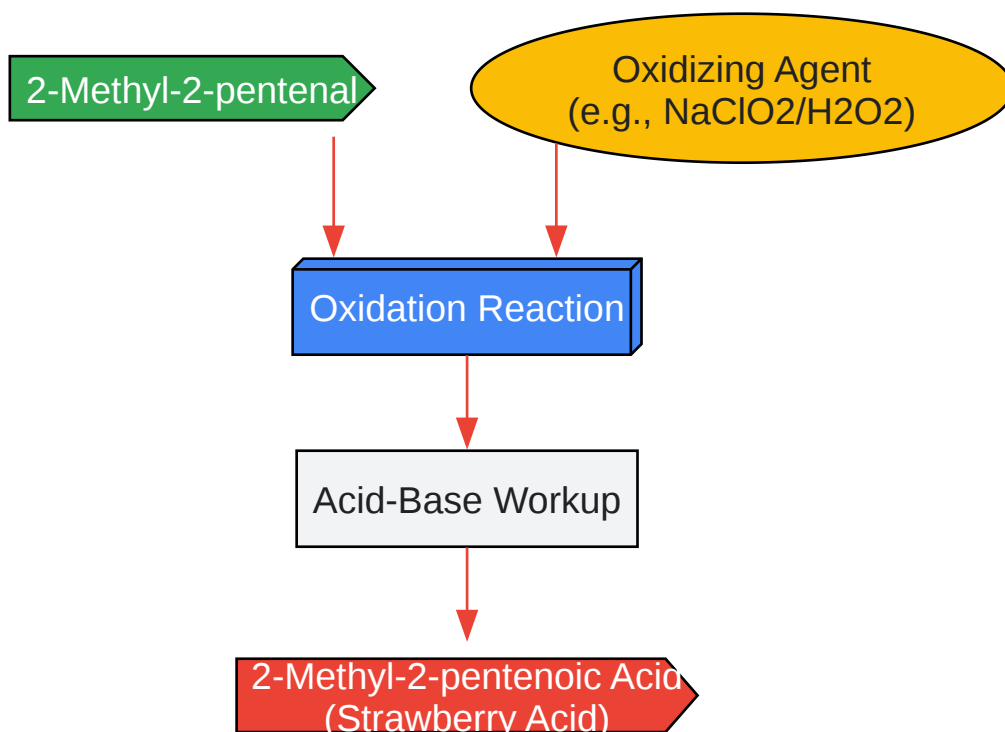 2-Methyl-2-pentenal
Oxidizing Agent
(e.g., NaClO2/H2O2)
Oxidation Reaction
Acid-Base Workup
2-Methyl-2-pentenoic Acid
(Strawberry Acid)